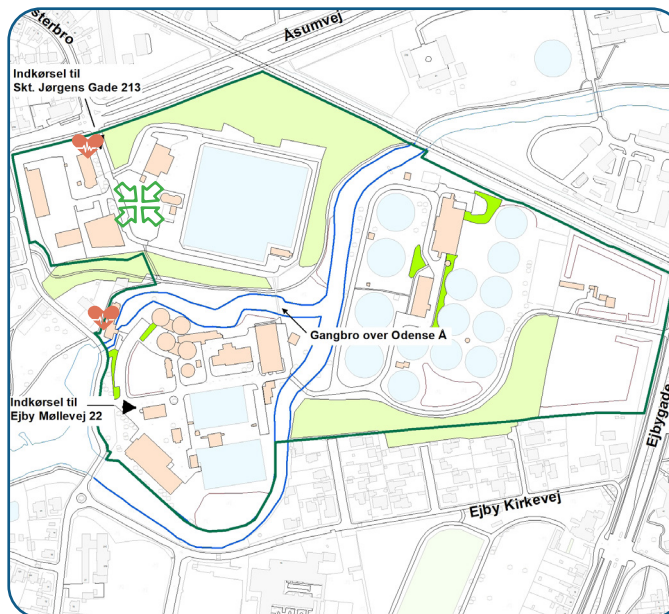 sterbro
Åsumvej
Indkørsel til
Skt. Jørgens Gade 213
Gangbro over Odense Å
Indkørsel til
Ejby Møllevej 22
Ejby Kirkevej
Ejbygade